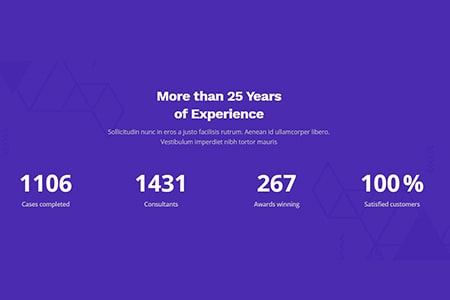 More than 25 Years
of Experience
Sollicitudin nunc in eros a justo facilisis rutrum. Aenean id ullamcorper libero.
Vestibulum imperdiet nibh tortor mauris
1106 1431 267 100 %
Cases completed Consultants Awards winning Satisfied customers